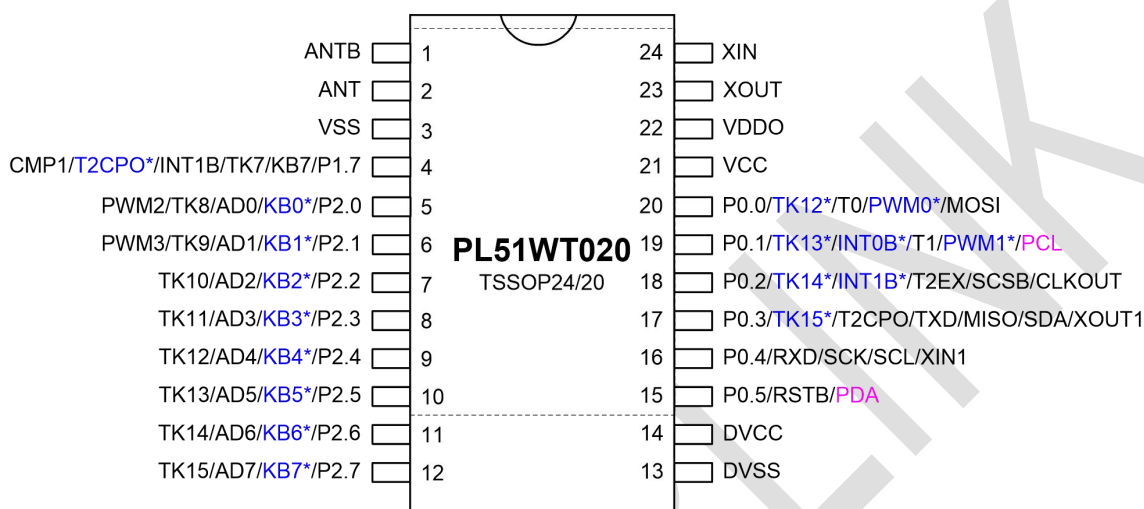 ANTB 1 24 XIN
ANT 2 23 XOUT
VSS 3 22 VDDO
CMP1/T2CPO*/INT1B/TK7/KB7/P1.7 4 21 VCC
PWM2/TK8/AD0/KB0*/P2.0 5 20 P0.0/TK12*/T0/PWM0*/MOSI
PWM3/TK9/AD1/KB1*/P2.1 6 PL51WT020 19 P0.1/TK13*/INT0B*/T1/PWM1*/PCL
TK10/AD2/KB2*/P2.2 7 TSSOP24/20 18 P0.2/TK14*/INT1B*/T2EX/SCSB/CLKOUT
TK11/AD3/KB3*/P2.3 8 17 P0.3/TK15*/T2CPO/TXD/MISO/SDA/XOUT1
TK12/AD4/KB4*/P2.4 9 16 P0.4/RXD/SCK/SCL/XIN1
TK13/AD5/KB5*/P2.5 10 15 P0.5/RSTB/PDA
TK14/AD6/KB6*/P2.6 11 14 DVCC
TK15/AD7/KB7*/P2.7 12 13 DVSS
LINK